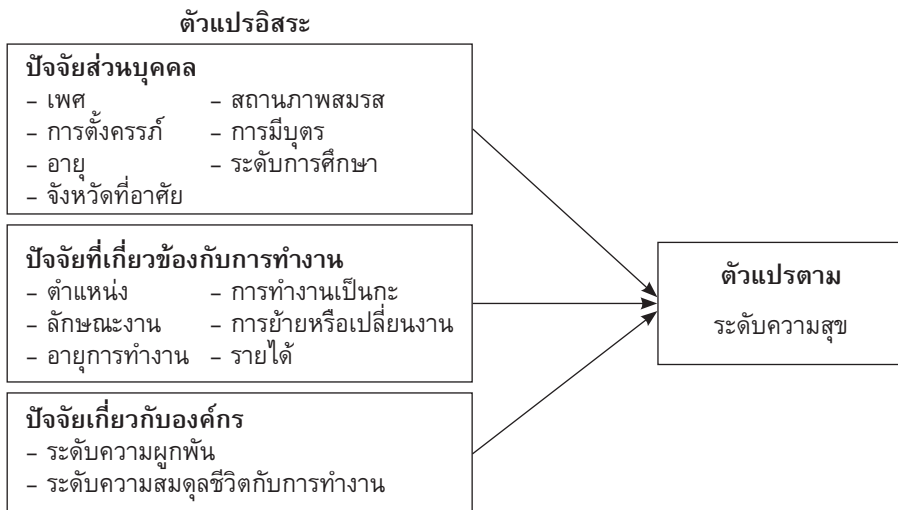 ตัวแปรอิสระ
ปัจจัยส่วนบุคคล
– เพศ – สถานภาพสมรส
– การตั้งครรภ์ – การมีบุตร
– อายุ – ระดับการศึกษา
– จังหวัดที่อาศัย
ปัจจัยที่เกี่ยวข้องกับการทำงาน
– ตำแหน่ง – การทำงานเป็นกะ
– ลักษณะงาน – การย้ายหรือเปลี่ยนงาน
– อายุการทำงาน – รายได้
ปัจจัยเกี่ยวกับองค์กร
– ระดับความผูกพัน
– ระดับความสมดุลชีวิตกับการทำงาน
ตัวแปรตาม
ระดับความสุข